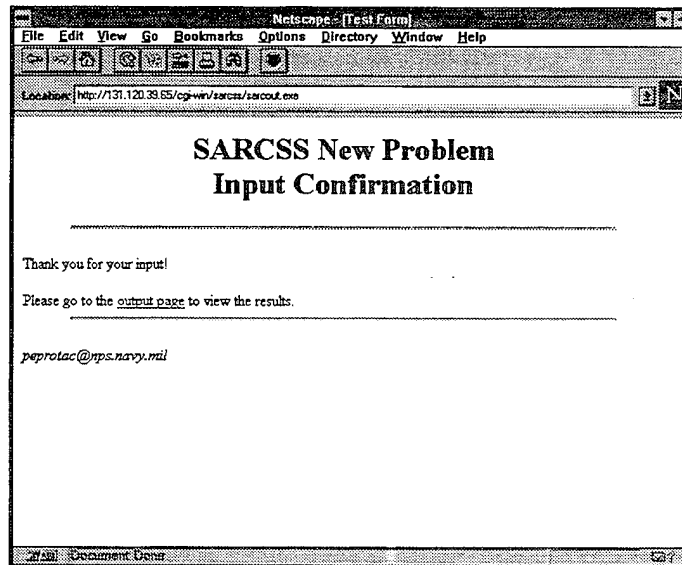 Netscape - [Test Form]
File Edit View Go Bookmarks Options Directory Window Help
Location: http://131.120.39.65/cgi-win/sarcss/sarcout.exe
N
SARCSS New Problem
Input Confirmation
Thank you for your input!
Please go to the output page to view the results.
peprotac@nps.navy.mil
Document Done